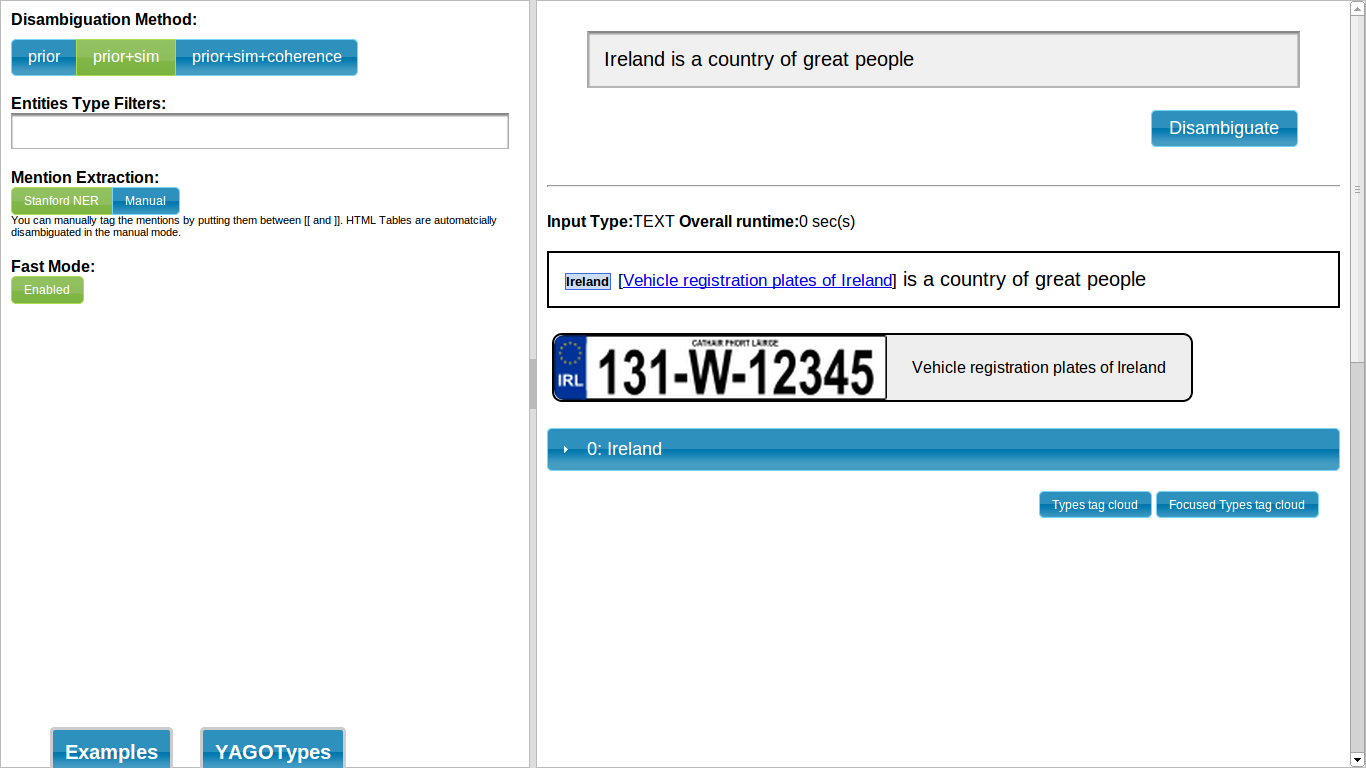 Disambiguation Method:
prior prior+sim prior+sim+coherence
Entities Type Filters:
Mention Extraction:
Stanford NER Manual
You can manually tag the mentions by putting them between [[ and ]]. HTML Tables are automatcially
disambiguated in the manual mode.
Fast Mode:
Enabled
Examples YAGOTypes
Ireland is a country of great people
Disambiguate
Input Type:TEXT Overall runtime:0 sec(s)
Ireland [Vehicle registration plates of Ireland] is a country of great people
CATHAIR PHORT LÁIRGE
IRL 131-W-12345 Vehicle registration plates of Ireland
0: Ireland
Types tag cloud Focused Types tag cloud